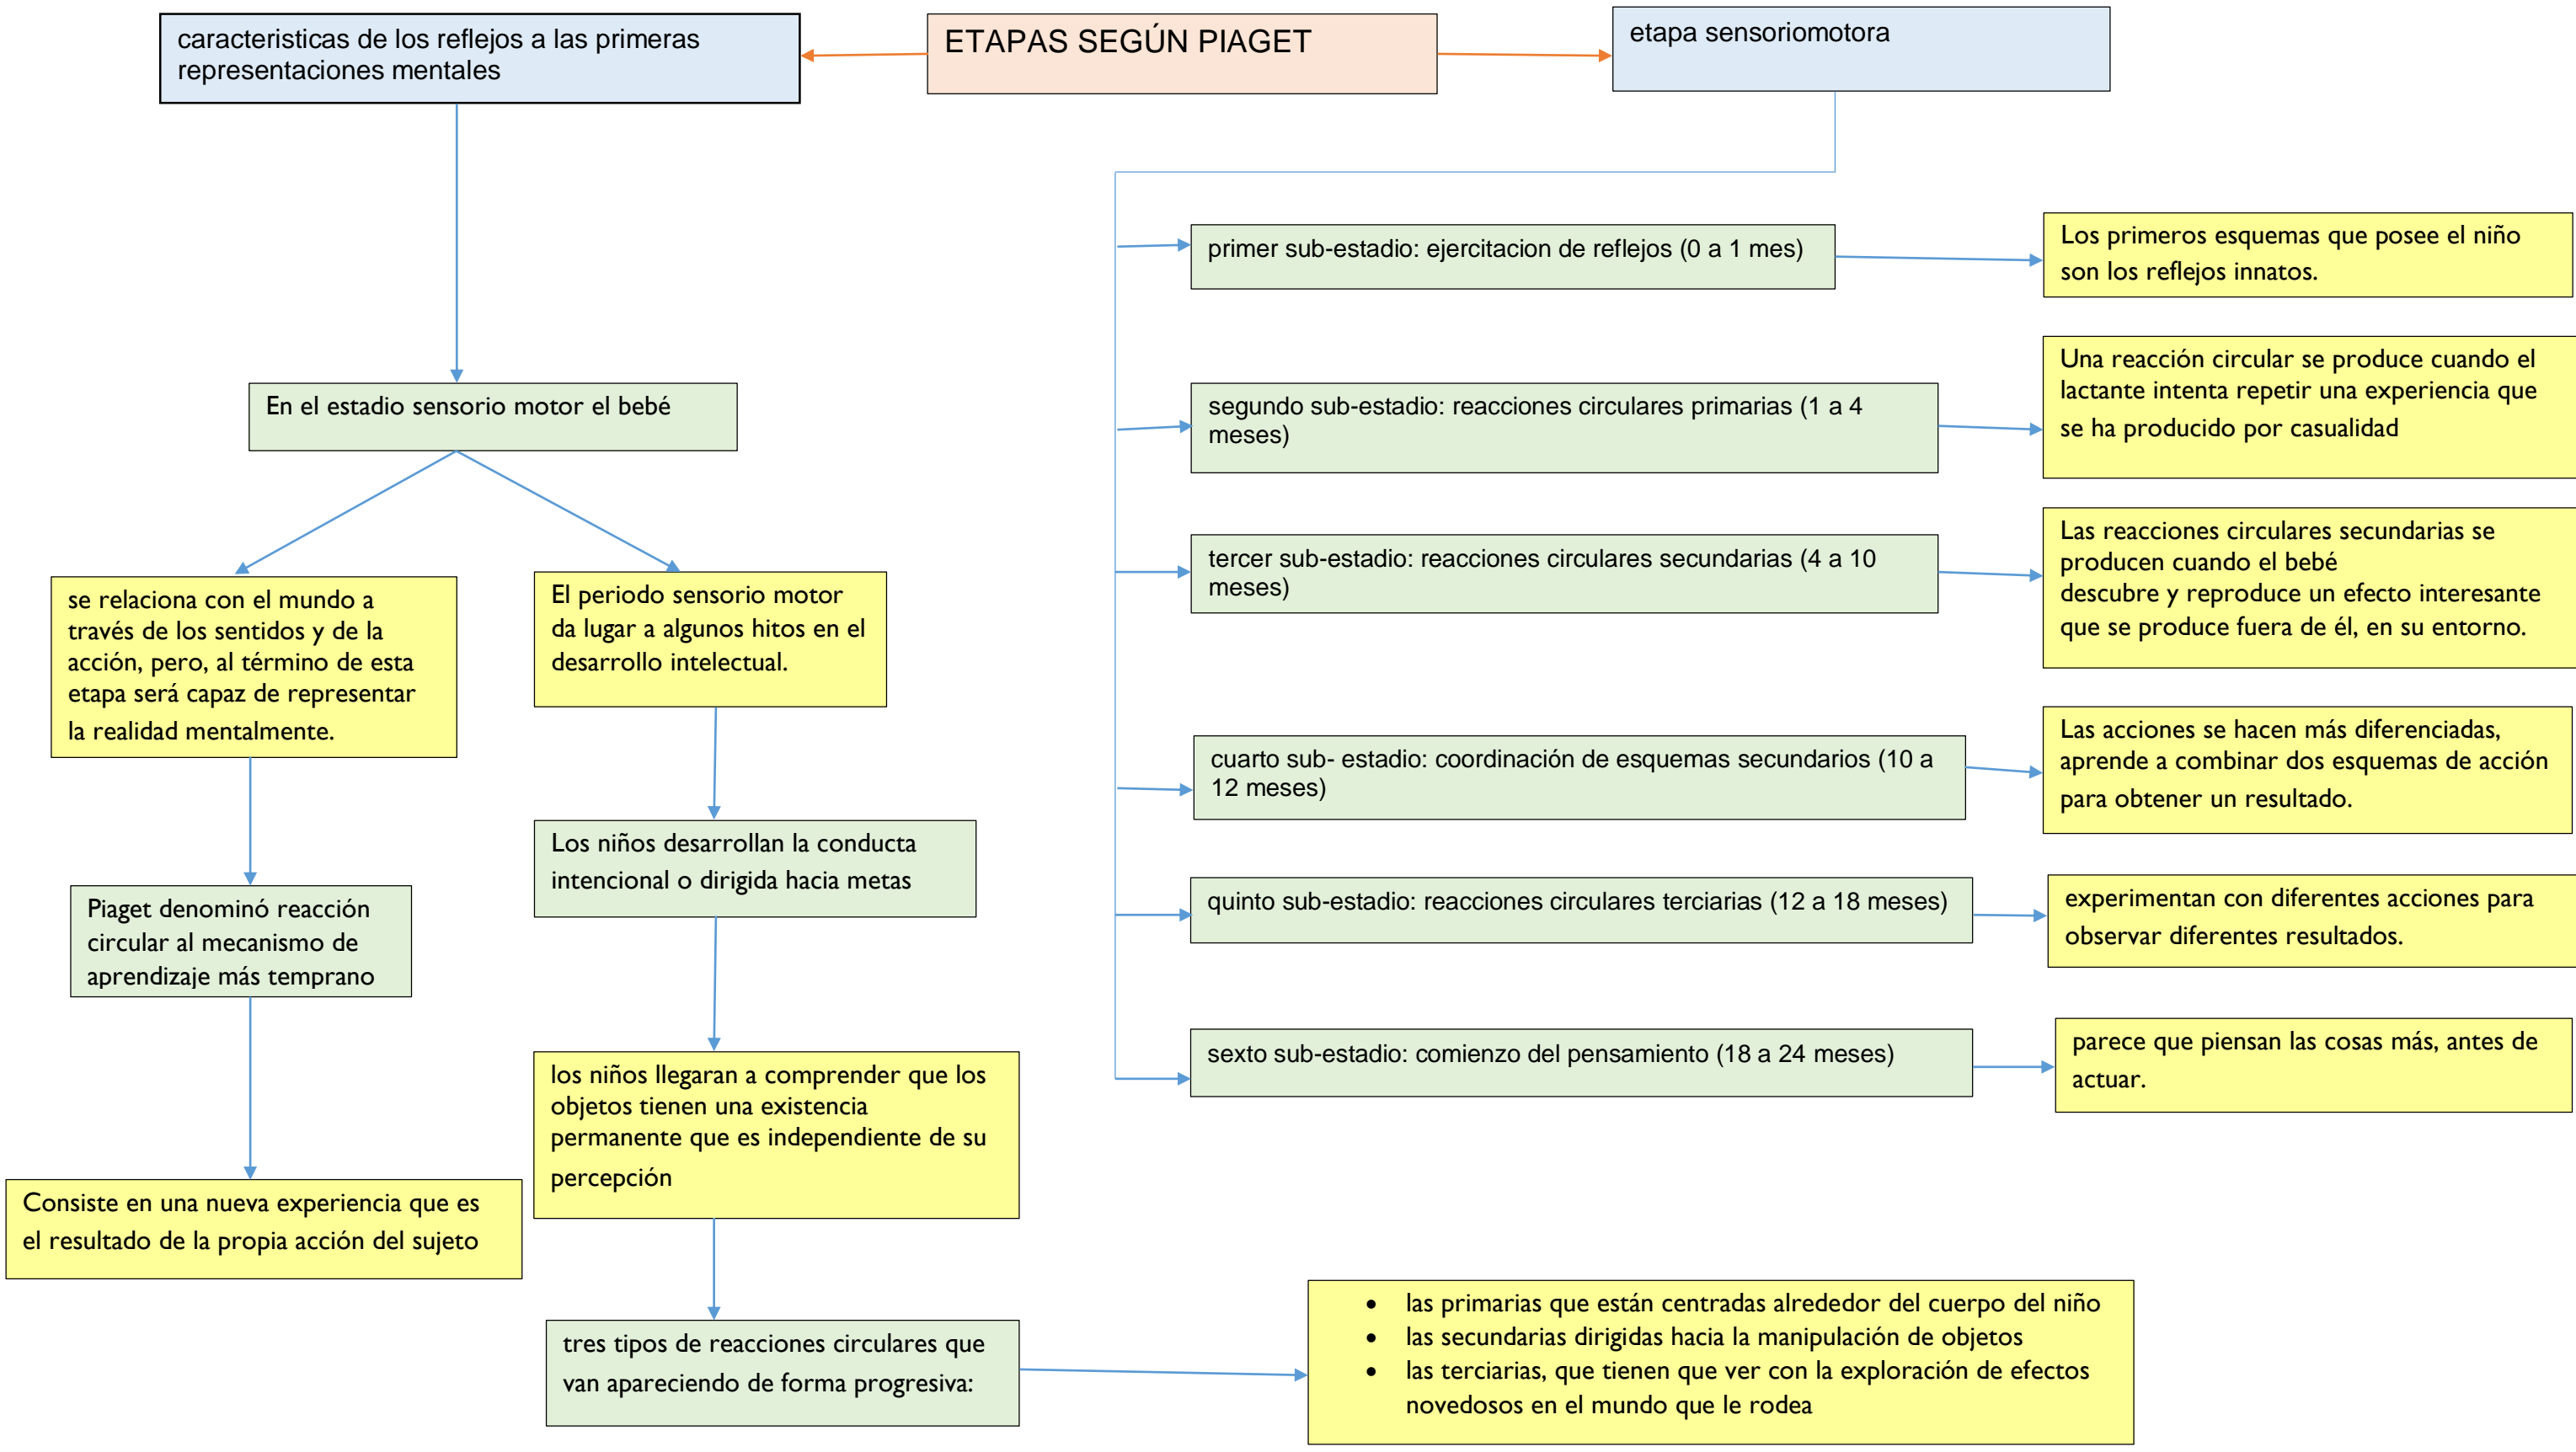 ETAPAS SEGÚN PIAGET
caracteristicas de los reflejos a las primeras
representaciones mentales
En el estadio sensorio motor el bebé
se relaciona con el mundo a
través de los sentidos y de la
acción, pero, al término de esta
etapa será capaz de representar
la realidad mentalmente.
Piaget denominó reacción
circular al mecanismo de
aprendizaje más temprano
Consiste en una nueva experiencia que es
el resultado de la propia acción del sujeto
El periodo sensorio motor
da lugar a algunos hitos en el
desarrollo intelectual.
Los niños desarrollan la conducta
intencional o dirigida hacia metas
los niños llegaran a comprender que los
objetos tienen una existencia
permanente que es independiente de su
percepción
tres tipos de reacciones circulares que
van apareciendo de forma progresiva:
• las primarias que están centradas alrededor del cuerpo del niño
• las secundarias dirigidas hacia la manipulación de objetos
• las terciarias, que tienen que ver con la exploración de efectos
novedosos en el mundo que le rodea
etapa sensoriomotora
primer sub-estadio: ejercitacion de reflejos (0 a 1 mes)
Los primeros esquemas que posee el niño
son los reflejos innatos.
segundo sub-estadio: reacciones circulares primarias (1 a 4
meses)
Una reacción circular se produce cuando el
lactante intenta repetir una experiencia que
se ha producido por casualidad
tercer sub-estadio: reacciones circulares secundarias (4 a 10
meses)
Las reacciones circulares secundarias se
producen cuando el bebé
descubre y reproduce un efecto interesante
que se produce fuera de él, en su entorno.
cuarto sub- estadio: coordinación de esquemas secundarios (10 a
12 meses)
Las acciones se hacen más diferenciadas,
aprende a combinar dos esquemas de acción
para obtener un resultado.
quinto sub-estadio: reacciones circulares terciarias (12 a 18 meses)
experimentan con diferentes acciones para
observar diferentes resultados.
sexto sub-estadio: comienzo del pensamiento (18 a 24 meses)
parece que piensan las cosas más, antes de
actuar.